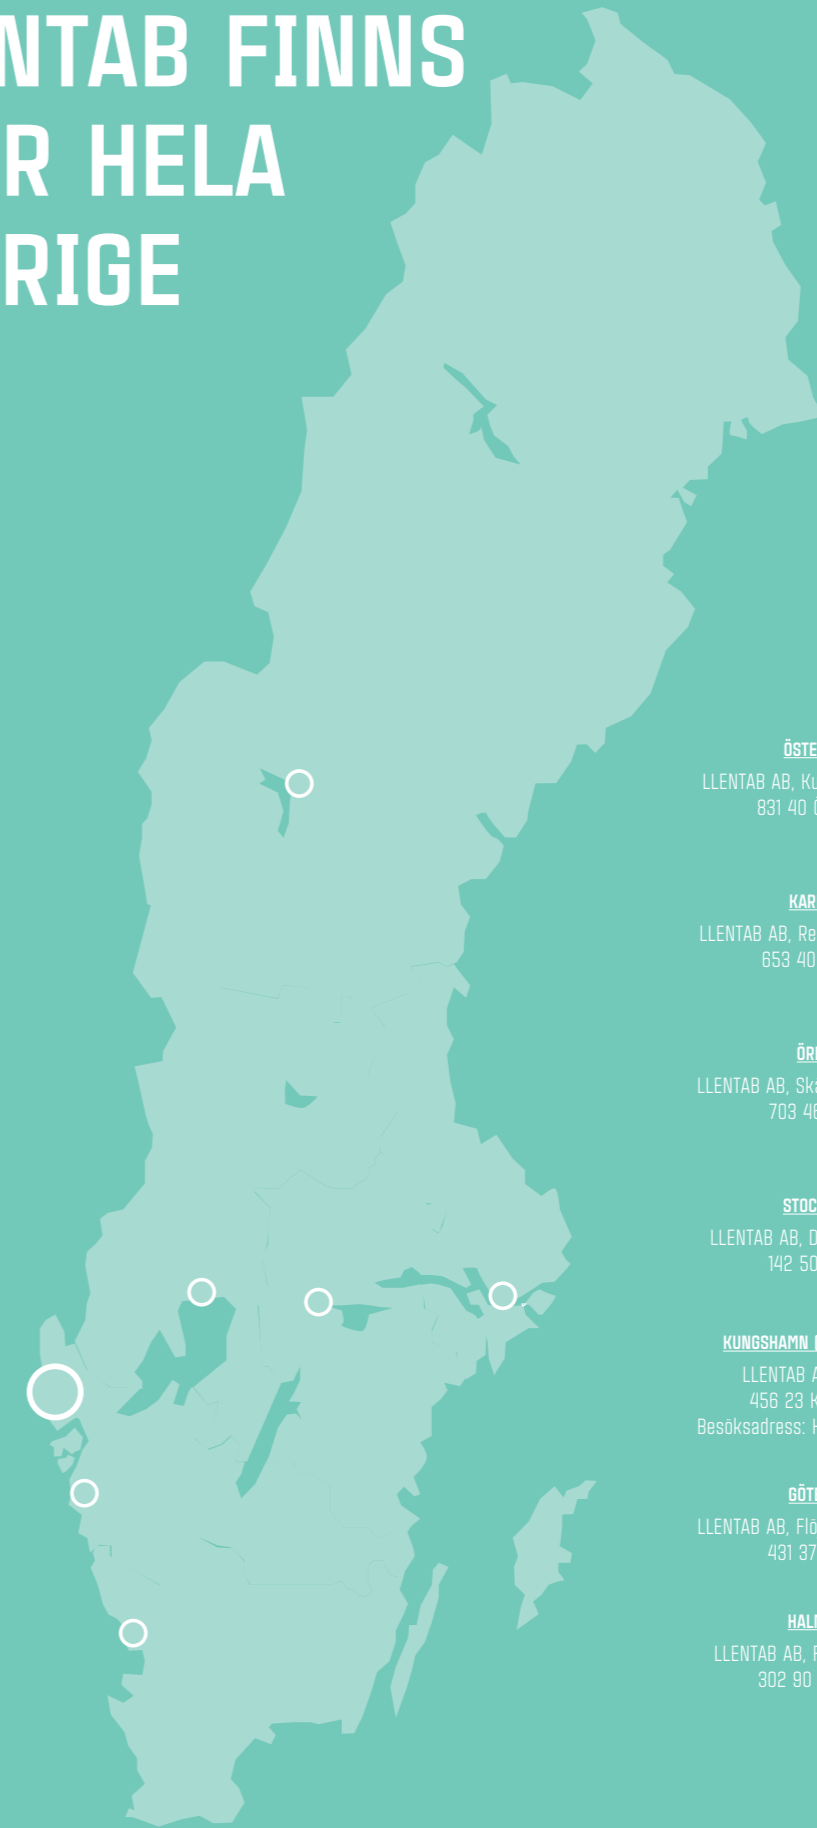 NTAB FINNS
R HELA
RIGE
ÖSTE
LLENTAB AB, Ku
831 40
KAR
LLENTAB AB, Re
653 40
ÖR
LLENTAB AB, Ska
703 46
STOC
LLENTAB AB, D
142 50
KUNGSHAMN
LLENTAB A
456 23 K
Besöksadress: H
GÖT
LLENTAB AB, Flö
431 37
HAL
LLENTAB AB, F
302 90